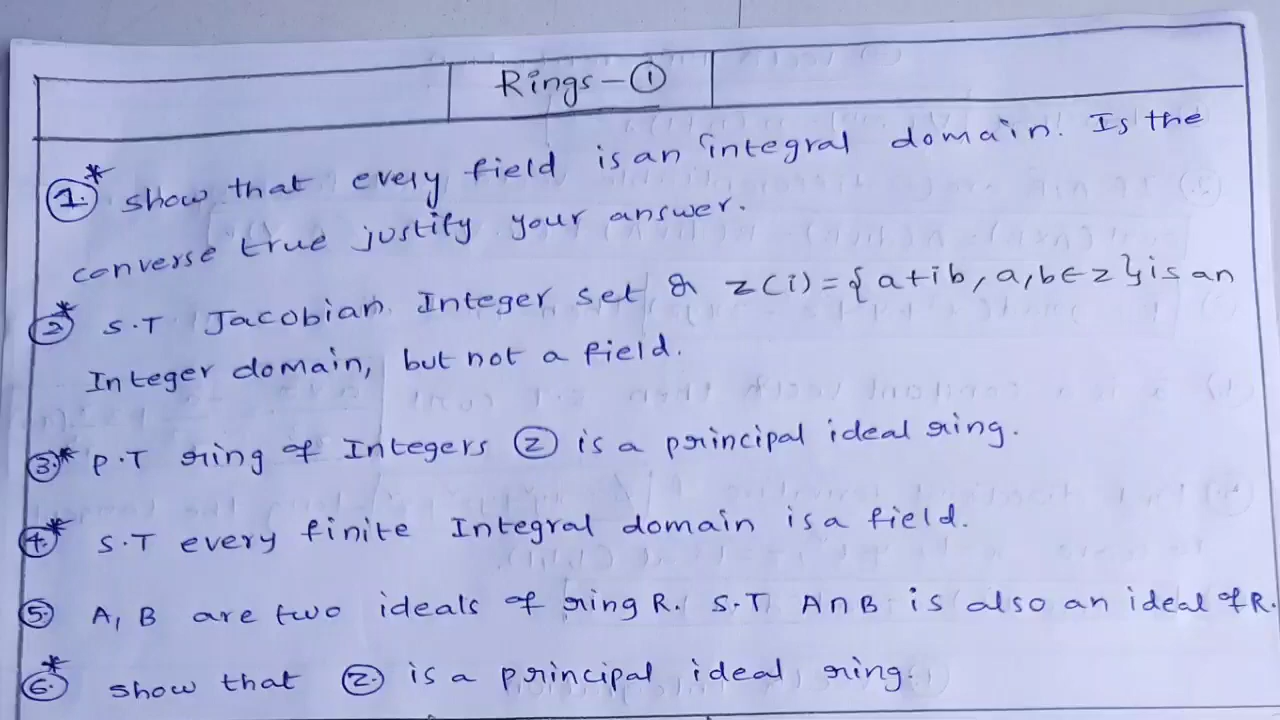 Rings-①
1.* show that every field is an integral domain. Is the
converse true justify your answer.
2* S.T Jacobian Integer set & z(i)={a+ib, a,b∈z} is an
Integer domain, but not a field.
3.* P.T ring of Integers Ⓩ is a principal ideal ring.
4.* S.T every finite Integral domain is a field.
5. A, B are two ideals of ring R. S.T A∩B is also an ideal of R.
6.* show that Ⓩ is a principal ideal ring.